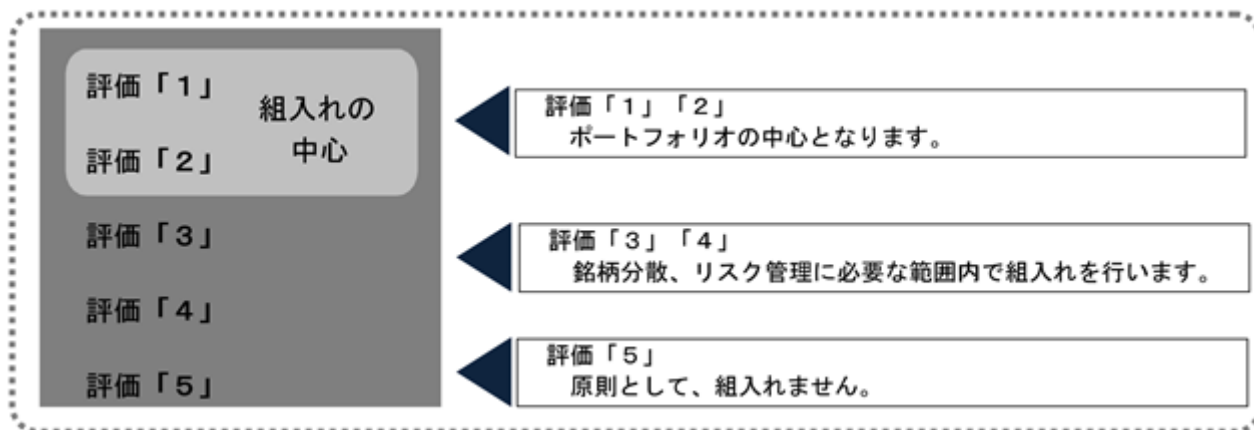 評価「１」
評価「２」
組入れの
中心
評価「３」
評価「４」
評価「５」
評価「１」「２」
ポートフォリオの中心となります。
評価「３」「４」
銘柄分散、リスク管理に必要な範囲内で組入れを行います。
評価「５」
原則として、組入れません。